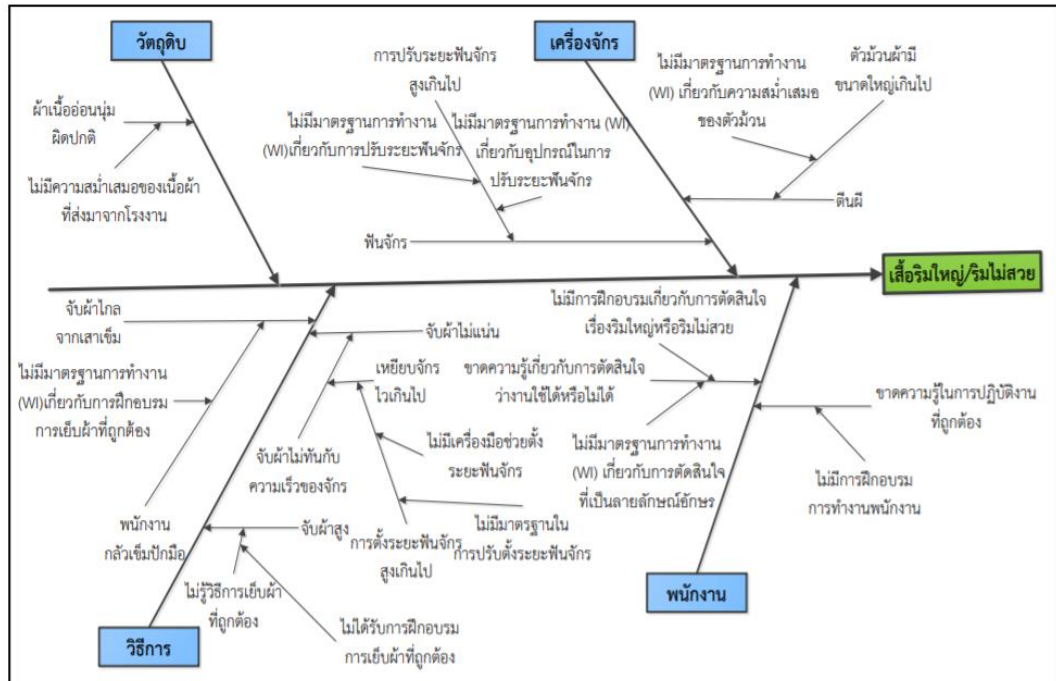 วัตถุดิบ
เครื่องจักร
การปรับระยะฟันจักร
สูงเกินไป
ไม่มีมาตรฐานการทำงาน
(WI) เกี่ยวกับความสม่ำเสมอ
ของตัวม้วน
ตัวม้วนผ้ามี
ขนาดใหญ่เกินไป
ผ้าเนื้ออ่อนนุ่ม
ผิดปกติ
ไม่มีมาตรฐานการทำงาน
(WI)เกี่ยวกับการปรับระยะฟันจักร
ไม่มีมาตรฐานการทำงาน (WI)
เกี่ยวกับอุปกรณ์ในการ
ปรับระยะฟันจักร
ไม่มีความสม่ำเสมอของเนื้อผ้า
ที่ส่งมาจากโรงงาน
ตีนผี
ฟันจักร
เสื้อริมใหญ่/ริมไม่สวย
จับผ้าไกล
จากเสาเข็ม
จับผ้าไม่แน่น
ไม่มีการฝึกอบรมเกี่ยวกับการตัดสินใจ
เรื่องริมใหญ่หรือริมไม่สวย
ไม่มีมาตรฐานการทำงาน
(WI)เกี่ยวกับการฝึกอบรม
การเย็บผ้าที่ถูกต้อง
เหยียบจักร
ไวเกินไป
ขาดความรู้เกี่ยวกับการตัดสินใจ
ว่างานใช้ได้หรือไม่ได้
ขาดความรู้ในการปฏิบัติงาน
ที่ถูกต้อง
จับผ้าไม่ทันกับ
ความเร็วของจักร
ไม่มีเครื่องมือช่วยตั้ง
ระยะฟันจักร
ไม่มีมาตรฐานการทำงาน
(WI) เกี่ยวกับการตัดสินใจ
ที่เป็นลายลักษณ์อักษร
ไม่มีการฝึกอบรม
การทำงานพนักงาน
พนักงาน
กลัวเข็มปักมือ
จับผ้าสูง
การตั้งระยะฟันจักร
สูงเกินไป
ไม่มีมาตรฐานใน
การปรับตั้งระยะฟันจักร
ไม่รู้วิธีการเย็บผ้า
ที่ถูกต้อง
พนักงาน
วิธีการ
ไม่ได้รับการฝึกอบรม
การเย็บผ้าที่ถูกต้อง